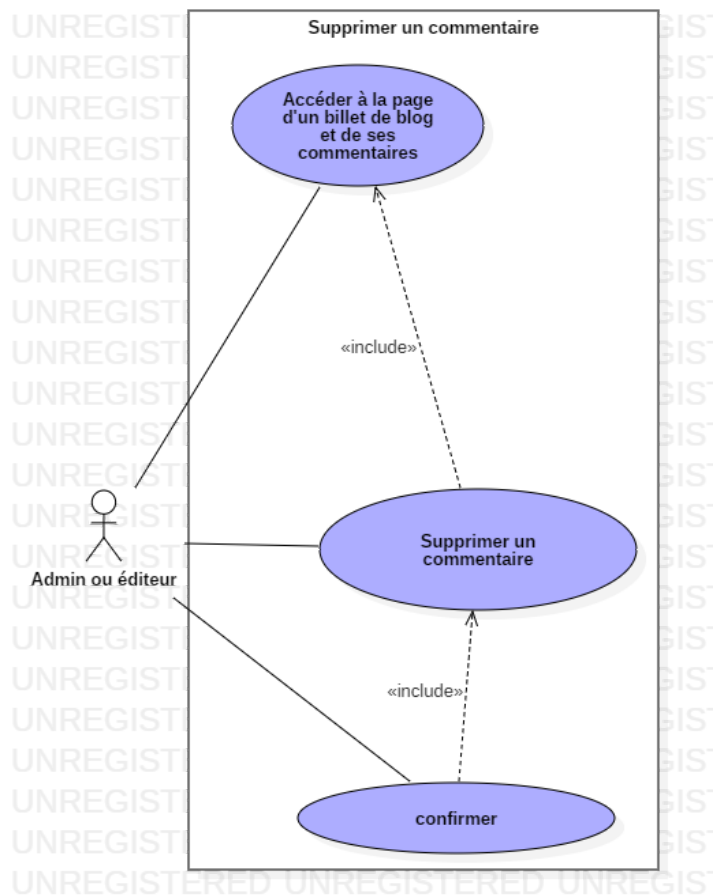 Supprimer un commentaire
Accéder à la page
d'un billet de blog
et de ses
commentaires
«include»
Supprimer un
commentaire
Admin ou éditeur
«include»
confirmer
UNREGISTERED UNREGISTERED UNREGIS